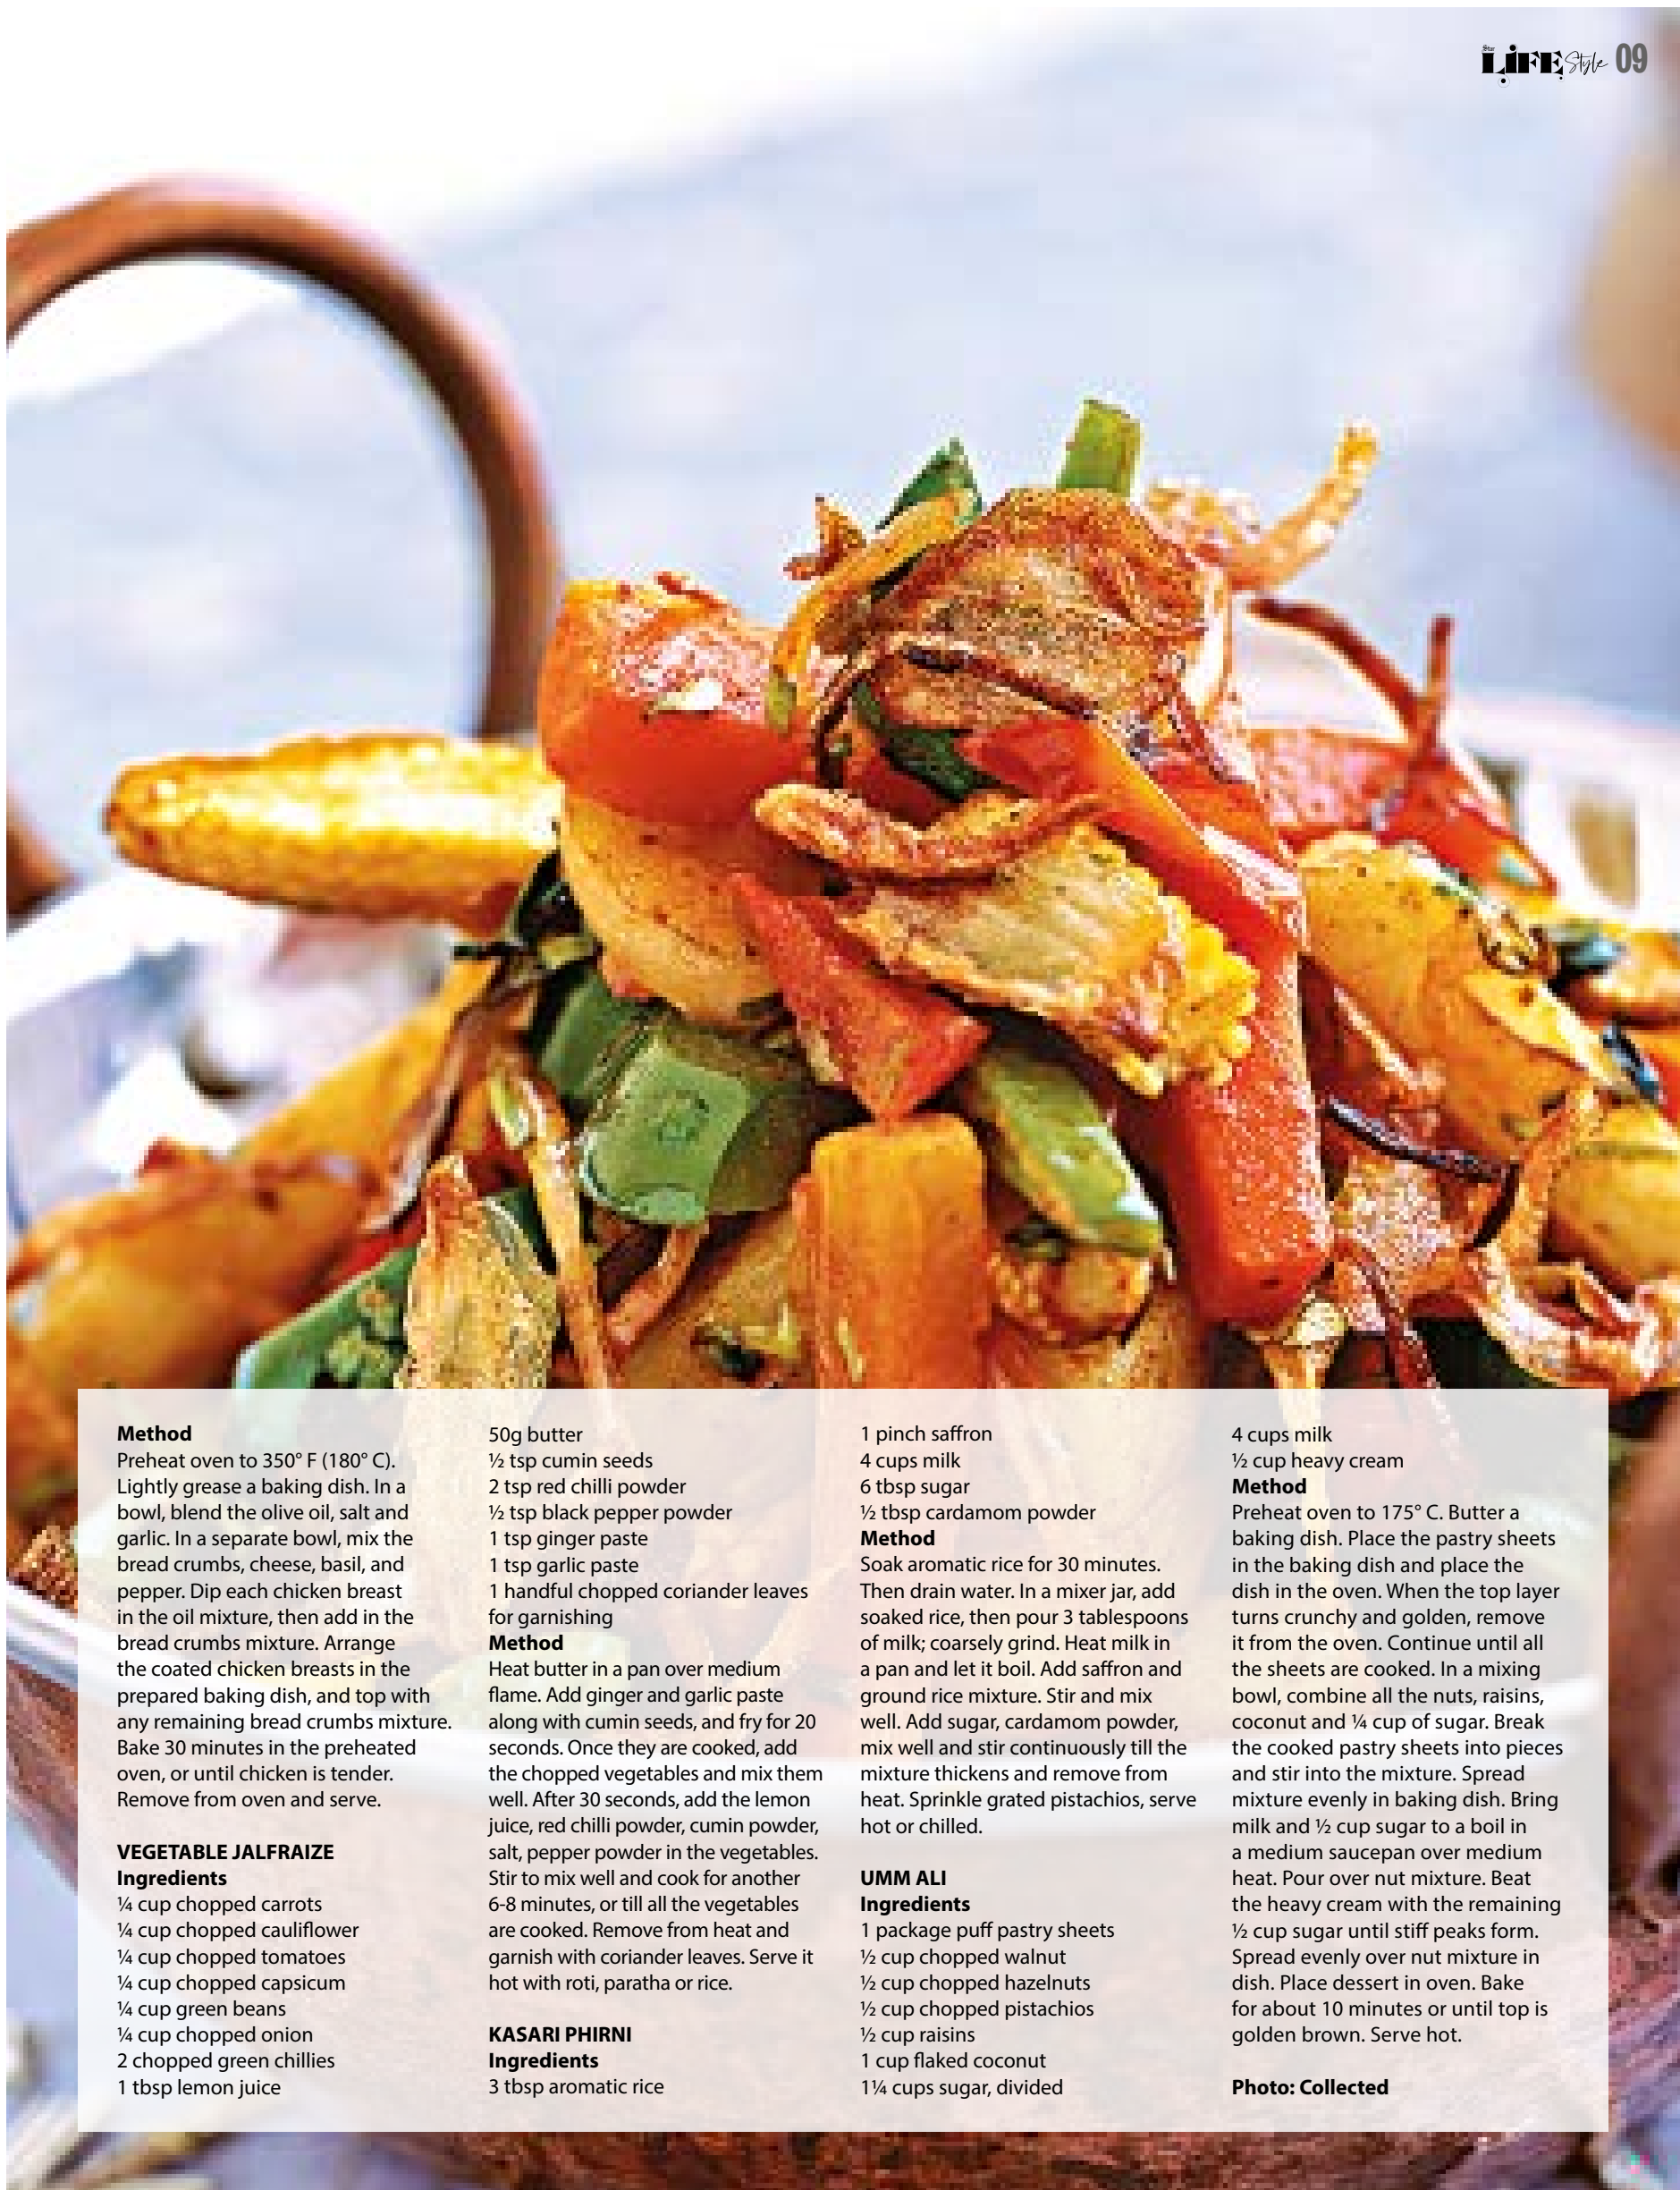 Star LiFE Style 09
Method
Preheat oven to 350° F (180° C).
Lightly grease a baking dish. In a
bowl, blend the olive oil, salt and
garlic. In a separate bowl, mix the
bread crumbs, cheese, basil, and
pepper. Dip each chicken breast
in the oil mixture, then add in the
bread crumbs mixture. Arrange
the coated chicken breasts in the
prepared baking dish, and top with
any remaining bread crumbs mixture.
Bake 30 minutes in the preheated
oven, or until chicken is tender.
Remove from oven and serve.
VEGETABLE JALFRAIZE
Ingredients
¼ cup chopped carrots
¼ cup chopped cauliflower
¼ cup chopped tomatoes
¼ cup chopped capsicum
¼ cup green beans
¼ cup chopped onion
2 chopped green chillies
1 tbsp lemon juice
50g butter
½ tsp cumin seeds
2 tsp red chilli powder
½ tsp black pepper powder
1 tsp ginger paste
1 tsp garlic paste
1 handful chopped coriander leaves
for garnishing
Method
Heat butter in a pan over medium
flame. Add ginger and garlic paste
along with cumin seeds, and fry for 20
seconds. Once they are cooked, add
the chopped vegetables and mix them
well. After 30 seconds, add the lemon
juice, red chilli powder, cumin powder,
salt, pepper powder in the vegetables.
Stir to mix well and cook for another
6-8 minutes, or till all the vegetables
are cooked. Remove from heat and
garnish with coriander leaves. Serve it
hot with roti, paratha or rice.
KASARI PHIRNI
Ingredients
3 tbsp aromatic rice
1 pinch saffron
4 cups milk
6 tbsp sugar
½ tbsp cardamom powder
Method
Soak aromatic rice for 30 minutes.
Then drain water. In a mixer jar, add
soaked rice, then pour 3 tablespoons
of milk; coarsely grind. Heat milk in
a pan and let it boil. Add saffron and
ground rice mixture. Stir and mix
well. Add sugar, cardamom powder,
mix well and stir continuously till the
mixture thickens and remove from
heat. Sprinkle grated pistachios, serve
hot or chilled.
UMM ALI
Ingredients
1 package puff pastry sheets
½ cup chopped walnut
½ cup chopped hazelnuts
½ cup chopped pistachios
½ cup raisins
1 cup flaked coconut
1¼ cups sugar, divided
4 cups milk
½ cup heavy cream
Method
Preheat oven to 175° C. Butter a
baking dish. Place the pastry sheets
in the baking dish and place the
dish in the oven. When the top layer
turns crunchy and golden, remove
it from the oven. Continue until all
the sheets are cooked. In a mixing
bowl, combine all the nuts, raisins,
coconut and ¼ cup of sugar. Break
the cooked pastry sheets into pieces
and stir into the mixture. Spread
mixture evenly in baking dish. Bring
milk and ½ cup sugar to a boil in
a medium saucepan over medium
heat. Pour over nut mixture. Beat
the heavy cream with the remaining
½ cup sugar until stiff peaks form.
Spread evenly over nut mixture in
dish. Place dessert in oven. Bake
for about 10 minutes or until top is
golden brown. Serve hot.
Photo: Collected